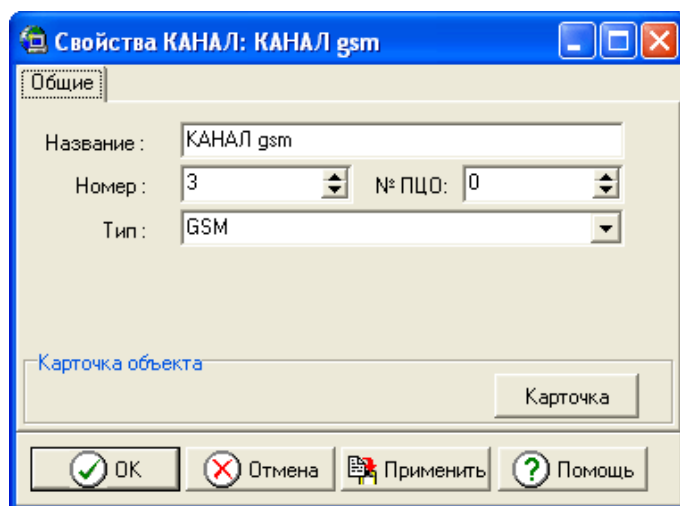 Свойства КАНАЛ: КАНАЛ gsm
Общие
Название : КАНАЛ gsm
Номер : 3 № ПЦО: 0
Тип : GSM
Карточка объекта
Карточка
OK Отмена Применить Помощь